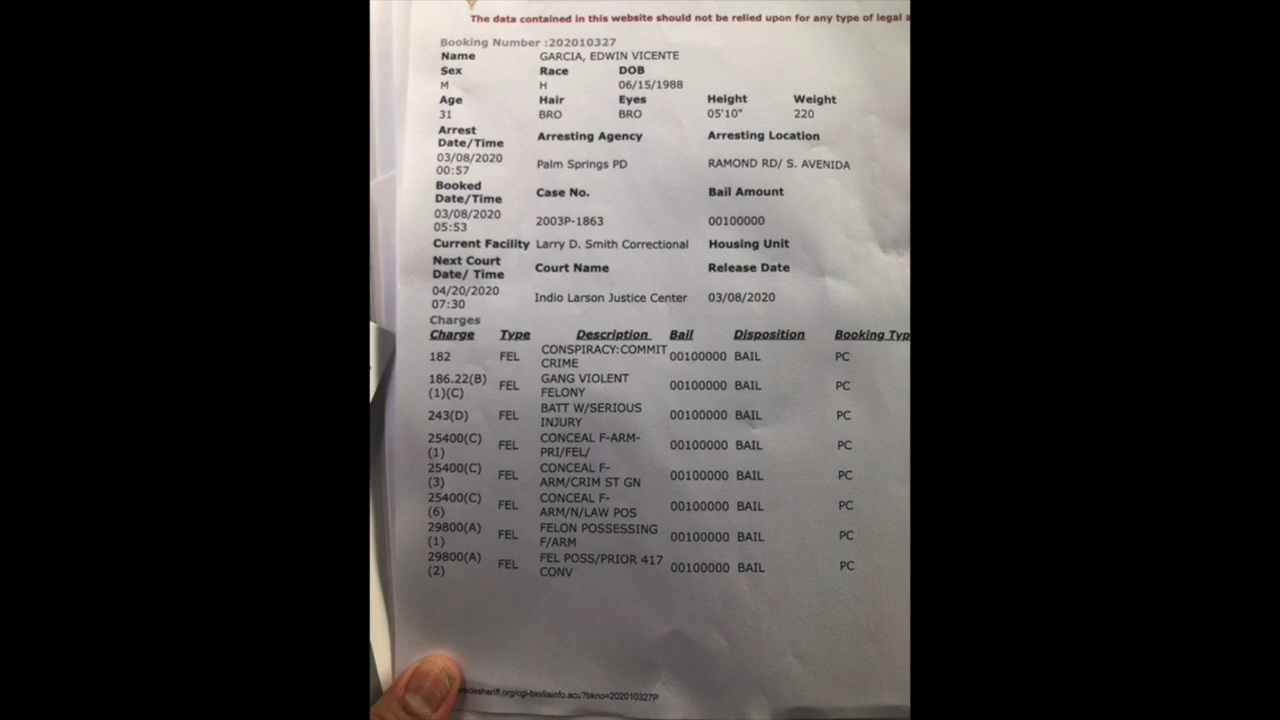 The data contained in this website should not be relied upon for any type of legal
Booking Number :202010327
Name GARCIA, EDWIN VICENTE
Sex Race DOB
M H 06/15/1988
Age Hair Eyes Height Weight
31 BRO BRO 05'10" 220
Arrest
Date/Time Arresting Agency Arresting Location
03/08/2020
00:57 Palm Springs PD RAMOND RD/ S. AVENIDA
Booked
Date/Time Case No. Bail Amount
03/08/2020
05:53 2003P-1863 00100000
Current Facility Larry D. Smith Correctional Housing Unit
Next Court
Date/ Time Court Name Release Date
04/20/2020
07:30 Indio Larson Justice Center 03/08/2020
Charges
Charge Type Description Bail Disposition Booking Typ
182 FEL CONSPIRACY:COMMIT CRIME 00100000 BAIL PC
186.22(B)(1)(C) FEL GANG VIOLENT FELONY 00100000 BAIL PC
243(D) FEL BATT W/SERIOUS INJURY 00100000 BAIL PC
25400(C)(1) FEL CONCEAL F-ARM-PRI/FEL/ 00100000 BAIL PC
25400(C)(3) FEL CONCEAL F-ARM/CRIM ST GN 00100000 BAIL PC
25400(C)(6) FEL CONCEAL F-ARM/N/LAW POS 00100000 BAIL PC
29800(A)(1) FEL FELON POSSESSING F/ARM 00100000 BAIL PC
29800(A)(2) FEL FEL POSS/PRIOR 417 CONV 00100000 BAIL PC
desheriff.org/cgi-bin/iisinfo.acu?bkno=202010327P